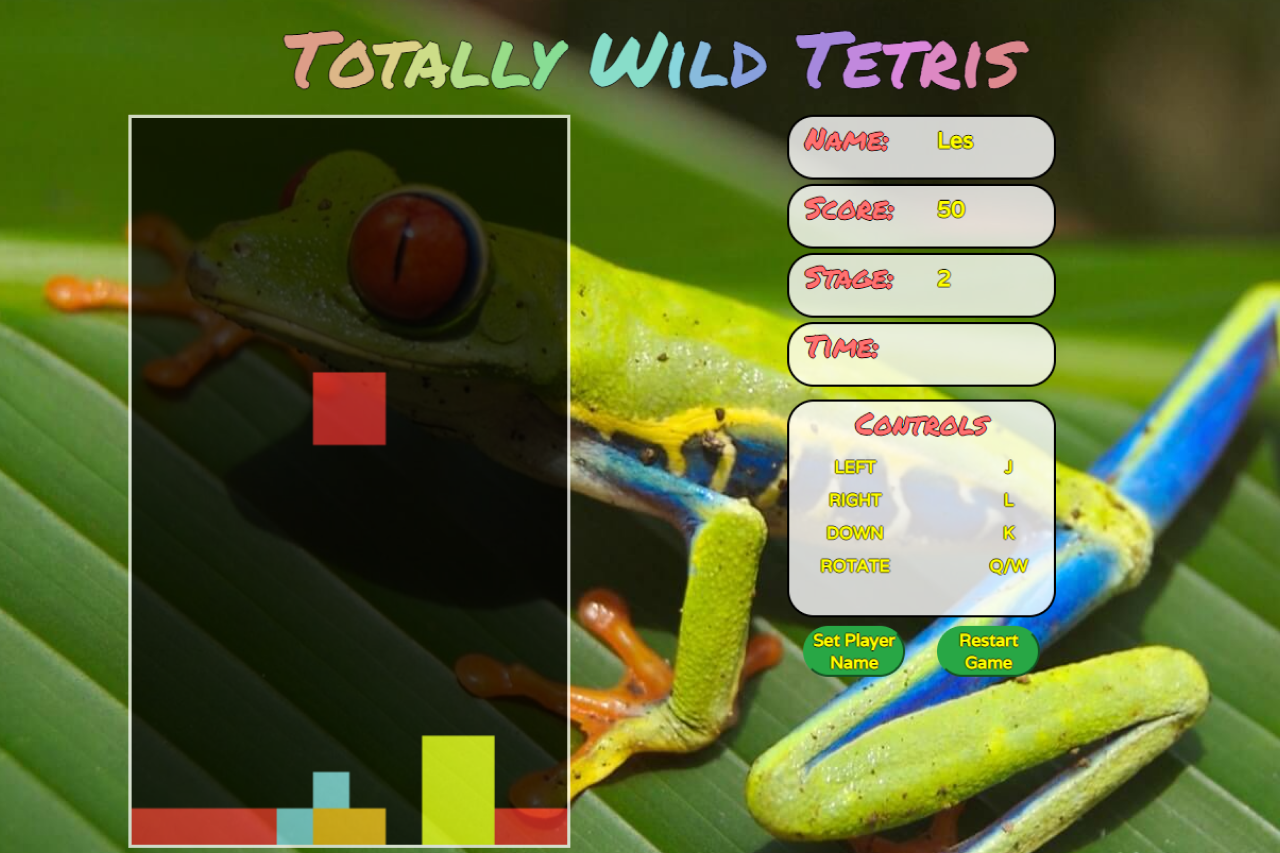 Totally Wild Tetris
Name: Les
Score: 50
Stage: 2
Time:
Controls
LEFT J
RIGHT L
DOWN K
ROTATE Q/W
Set Player
Name
Restart
Game